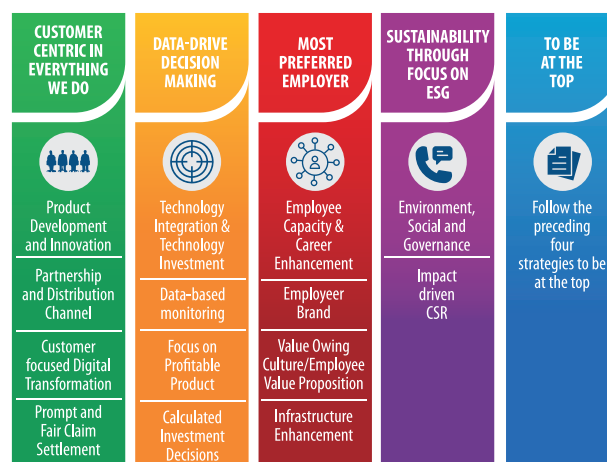 CUSTOMER
CENTRIC IN
EVERYTHING
WE DO
Product
Development
and Innovation
Partnership
and Distribution
Channel
Customer
focused Digital
Transformation
Prompt and
Fair Claim
Settlement
DATA-DRIVE
DECISION
MAKING
Technology
Integration &
Technology
Investment
Data-based
monitoring
Focus on
Profitable
Product
Calculated
Investment
Decisions
MOST
PREFERRED
EMPLOYER
Employee
Capacity &
Career
Enhancement
Employeer
Brand
Value Owing
Culture/Employee
Value Proposition
Infrastructure
Enhancement
SUSTAINABILITY
THROUGH
FOCUS ON
ESG
Environment,
Social and
Governance
Impact
driven
CSR
TO BE
AT THE
TOP
Follow the
preceding
four
strategies to be
at the top